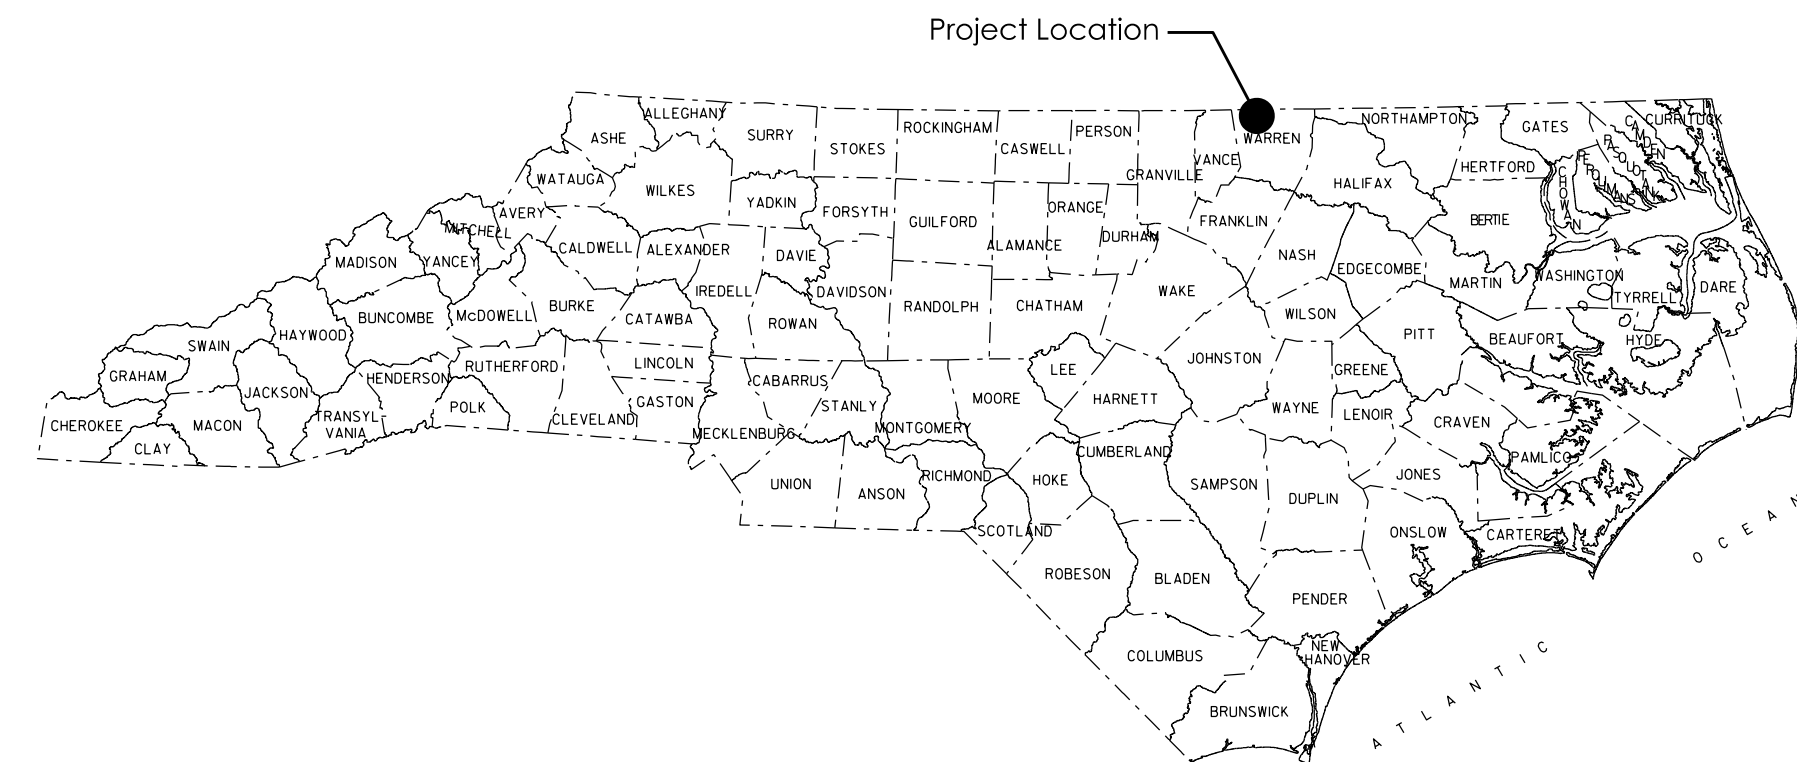 Project Location
ALLEGHANY
ASHE
SURRY
STOKES
ROCKINGHAM
CASWELL
PERSON
GRANVILLE
VANCE
WARREN
NORTHAMPTON
GATES
CURRITUCK
CAMDEN
PASQUOTANK
PERQUIMANS
CHOWAN
HERTFORD
HALIFAX
BERTIE
WATAUGA
WILKES
YADKIN
FORSYTH
GUILFORD
ALAMANCE
ORANGE
DURHAM
FRANKLIN
NASH
EDGECOMBE
MARTIN
WASHINGTON
TYRRELL
DARE
AVERY
MITCHELL
YANCEY
MADISON
CALDWELL
ALEXANDER
DAVIE
IREDELL
DAVIDSON
RANDOLPH
CHATHAM
WAKE
WILSON
PITT
BEAUFORT
HYDE
BUNCOMBE
McDOWELL
BURKE
CATAWBA
ROWAN
HAYWOOD
SWAIN
GRAHAM
JACKSON
HENDERSON
RUTHERFORD
LINCOLN
CABARRUS
STANLY
MOORE
LEE
HARNETT
JOHNSTON
GREENE
WAYNE
LENOIR
CRAVEN
PAMLICO
CHEROKEE
CLAY
MACON
TRANSYL-
VANIA
POLK
CLEVELAND
GASTON
MECKLENBURG
MONTGOMERY
UNION
ANSON
RICHMOND
HOKE
CUMBERLAND
SAMPSON
DUPLIN
JONES
SCOTLAND
ONSLOW
CARTERET
ROBESON
BLADEN
PENDER
COLUMBUS
NEW
HANOVER
BRUNSWICK
ATLANTIC
OCEAN